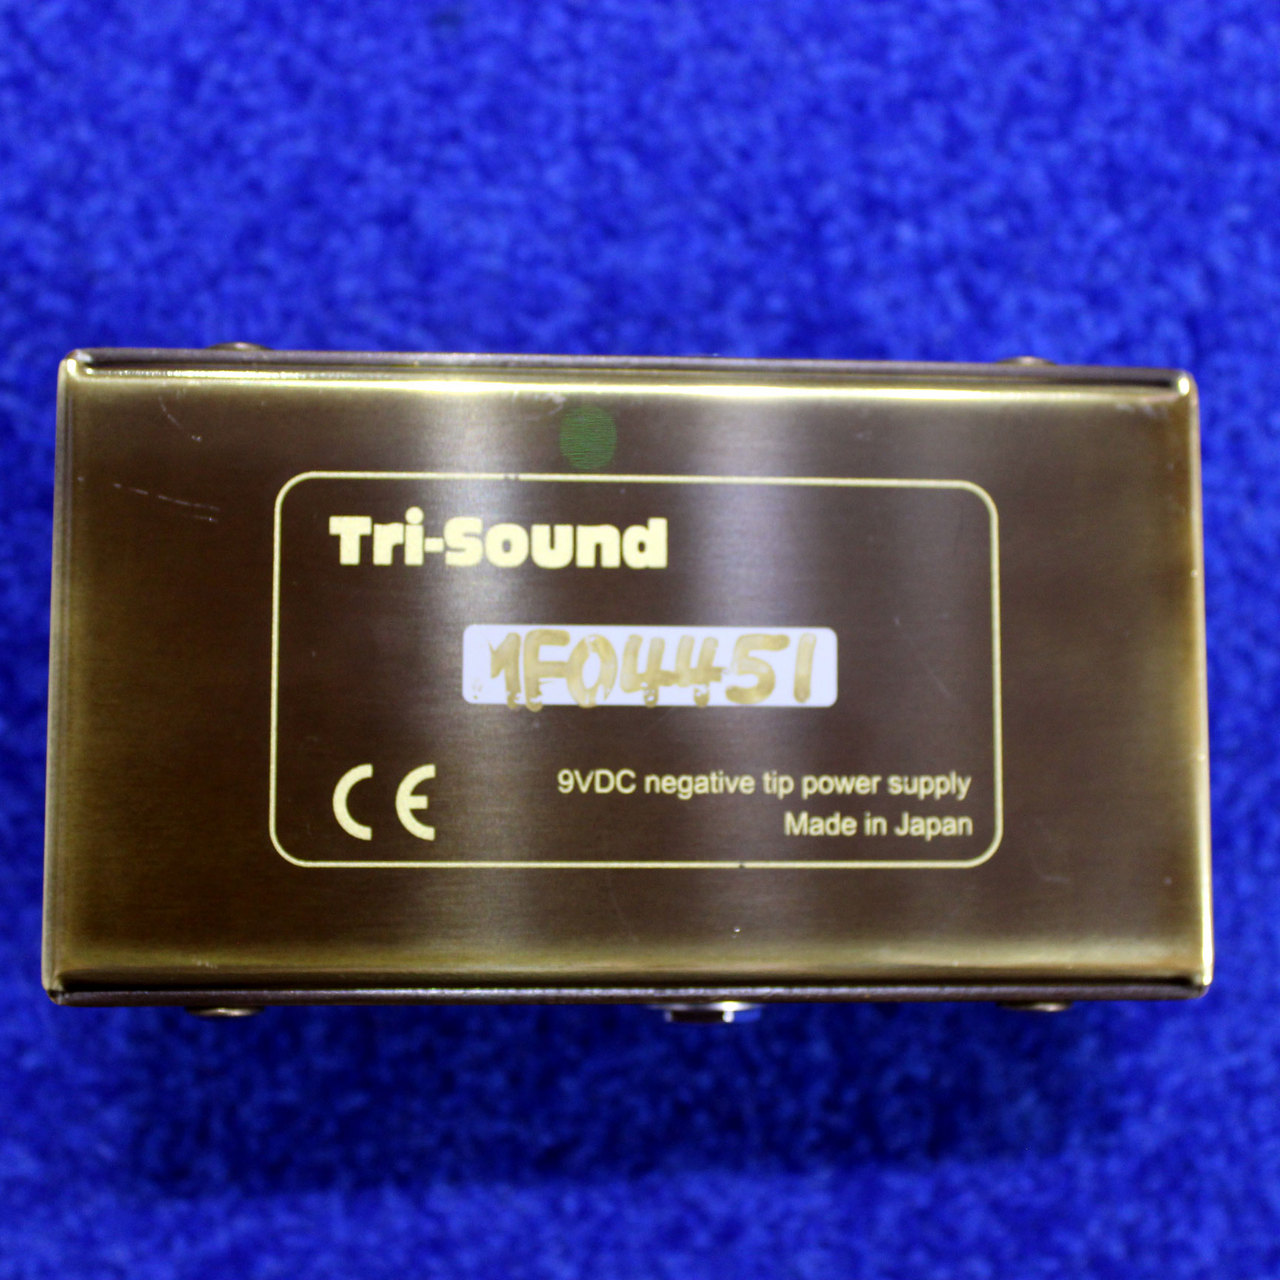 Tri-Sound
1F04451
CE
9VDC negative tip power supply
Made in Japan